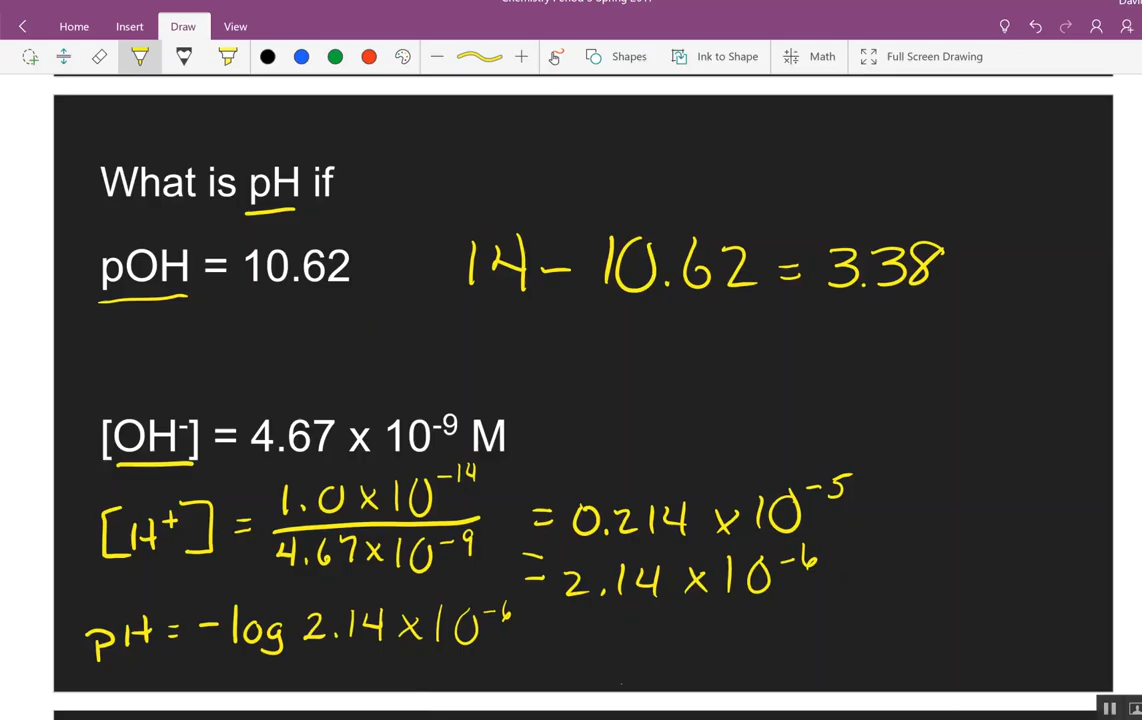 Home Insert Draw View
Shapes Ink to Shape Math Full Screen Drawing
What is pH if
pOH = 10.62
14 - 10.62 = 3.38
[OH⁻] = 4.67 x 10⁻⁹ M
[H⁺] = 1.0 x 10⁻¹⁴ / 4.67 x 10⁻⁹ = 0.214 x 10⁻⁵
= 2.14 x 10⁻⁶
pH = - log 2.14 x 10⁻⁶